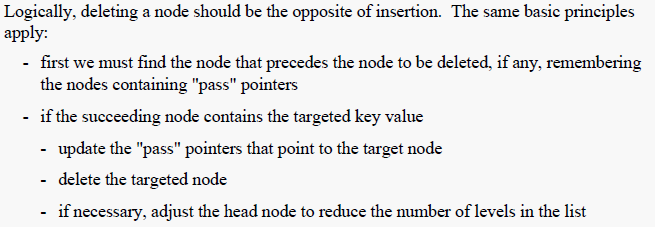 Logically, deleting a node should be the opposite of insertion.  The same basic principles
apply:
- first we must find the node that precedes the node to be deleted, if any, remembering
the nodes containing "pass" pointers
- if the succeeding node contains the targeted key value
- update the "pass" pointers that point to the target node
- delete the targeted node
- if necessary, adjust the head node to reduce the number of levels in the list